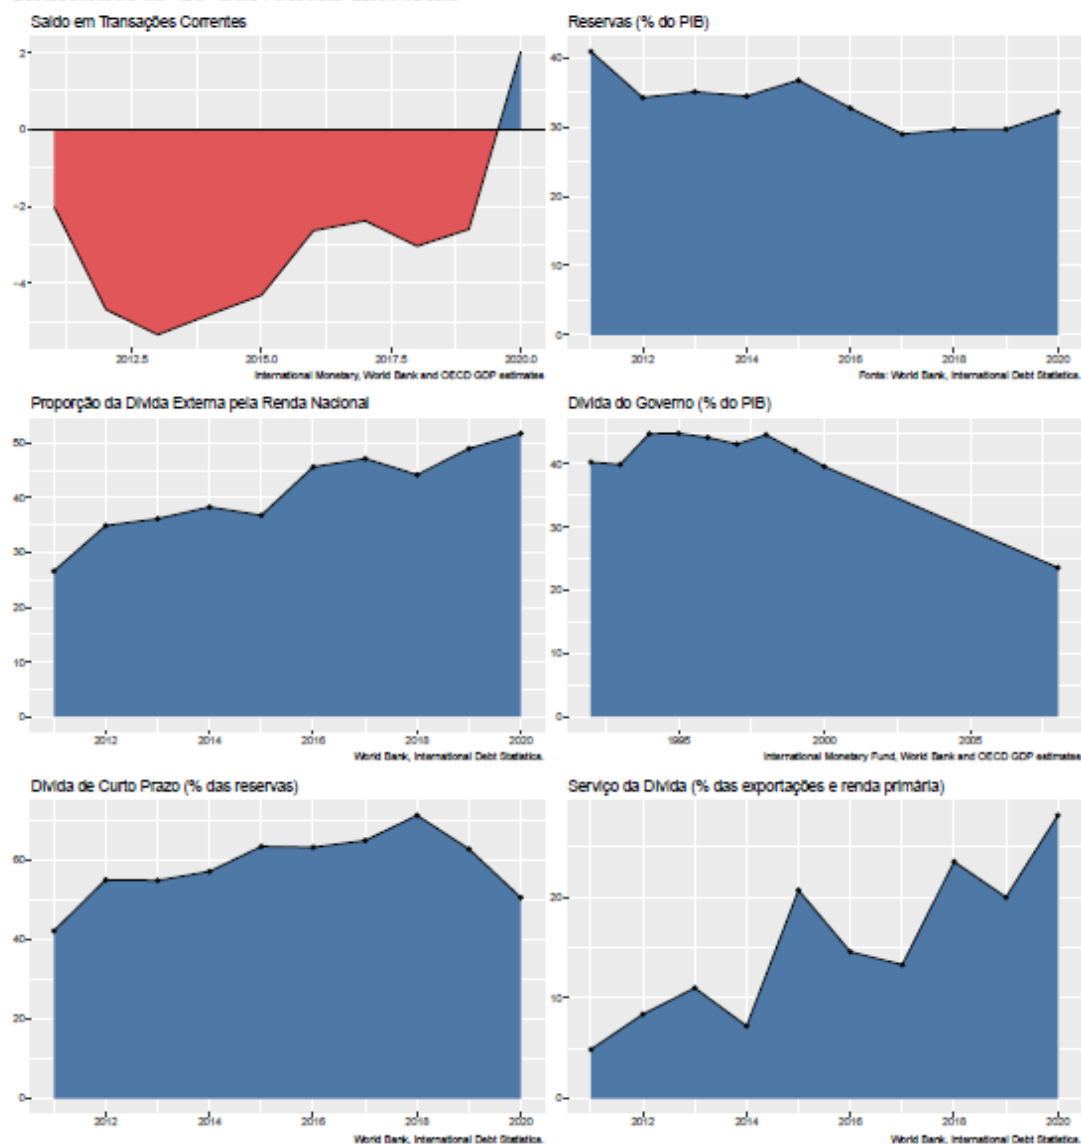 Saldo em Transações Correntes
2
0
−2
−4
2012.5 2015.0 2017.5 2020.0
International Monetary, World Bank and OECD GDP estimates
Reservas (% do PIB)
40
30
20
10
0
2012 2014 2016 2018 2020
Fonts: World Bank, International Debt Statistics.
Proporção da Dívida Externa pela Renda Nacional
50
40
30
20
10
0
2012 2014 2016 2018 2020
World Bank, International Debt Statistics.
Dívida do Governo (% do PIB)
40
30
20
10
0
1995 2000 2005
International Monetary Fund, World Bank and OECD GDP estimates
Dívida de Curto Prazo (% das reservas)
60
40
20
0
2012 2014 2016 2018 2020
World Bank, International Debt Statistics.
Serviço da Dívida (% das exportações e renda primária)
20
10
0
2012 2014 2016 2018 2020
World Bank, International Debt Statistics.